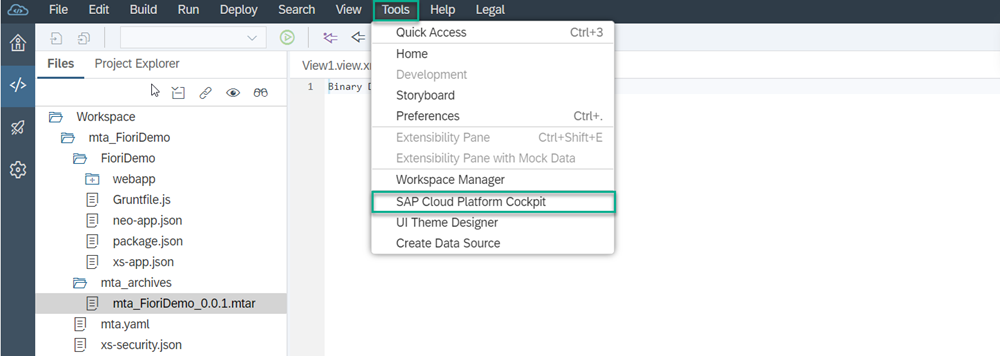 File Edit Build Run Deploy Search View Tools Help Legal
Quick Access Ctrl+3
Home
Development
Storyboard
Preferences Ctrl+.
Extensibility Pane Ctrl+Shift+E
Extensibility Pane with Mock Data
Workspace Manager
SAP Cloud Platform Cockpit
UI Theme Designer
Create Data Source
Files Project Explorer
Workspace
mta_FioriDemo
FioriDemo
webapp
Gruntfile.js
neo-app.json
package.json
xs-app.json
mta_archives
mta_FioriDemo_0.0.1.mtar
mta.yaml
xs-security.json
View1.view.x
1 Binary